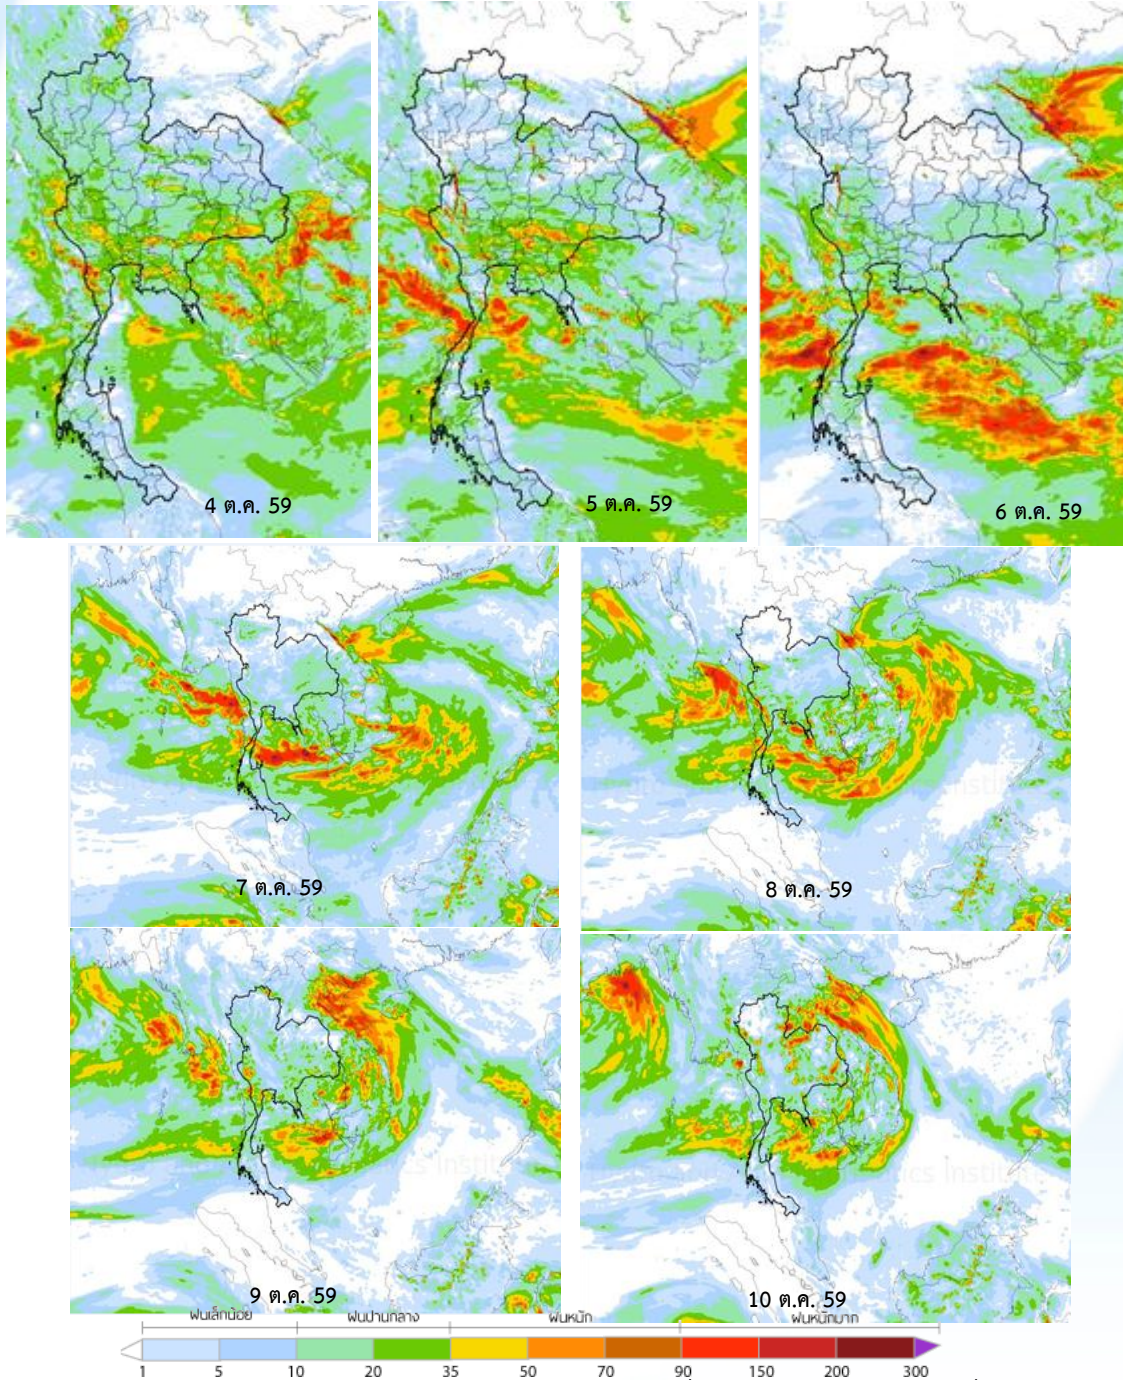 4 ต.ค. 59
5 ต.ค. 59
6 ต.ค. 59
7 ต.ค. 59
8 ต.ค. 59
9 ต.ค. 59
10 ต.ค. 59
ฝนเล็กน้อย ฝนปานกลาง ฝนหนัก ฝนหนักมาก
1 5 10 20 35 50 70 90 150 200 300